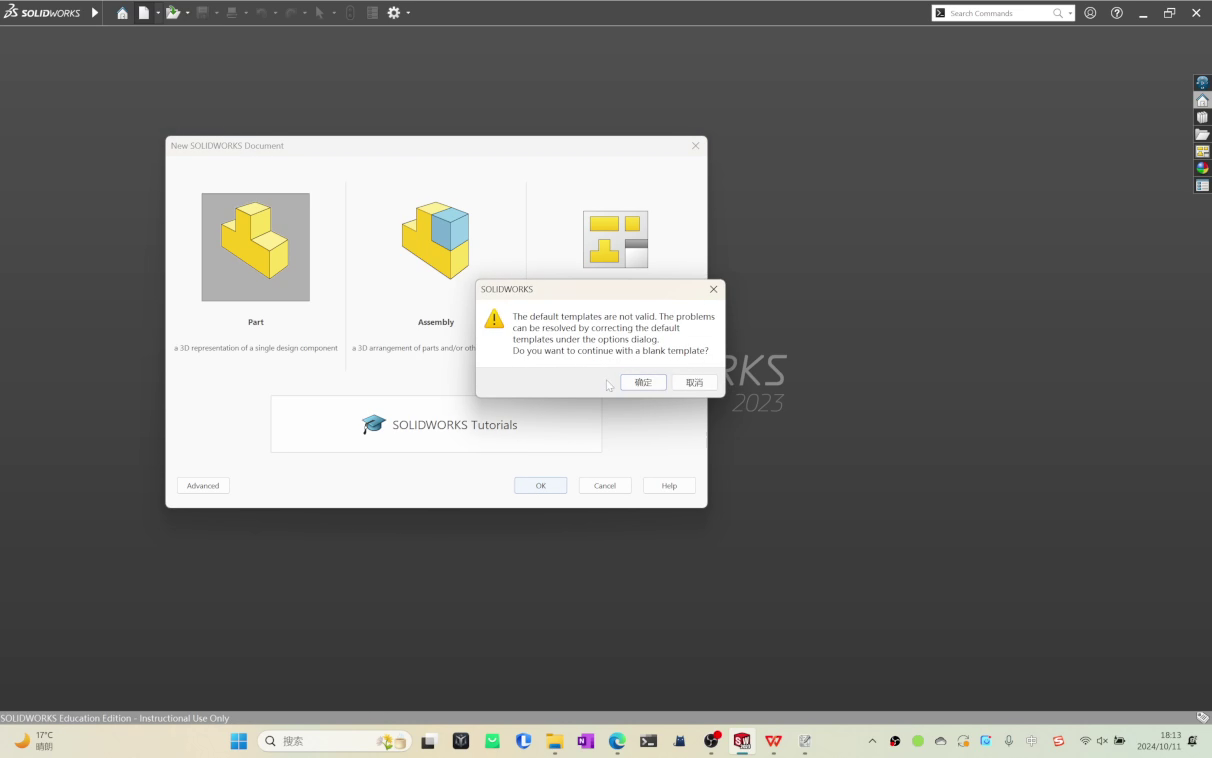 SOLIDWORKS
Search Commands
New SOLIDWORKS Document
Part
Assembly
a 3D representation of a single design component
a 3D arrangement of parts and/or oth
SOLIDWORKS
The default templates are not valid. The problems
can be resolved by correcting the default
templates under the options dialog.
Do you want to continue with a blank template?
确定
取消
RKS
2023
SOLIDWORKS Tutorials
Advanced
OK
Cancel
Help
SOLIDWORKS Education Edition - Instructional Use Only
17°C
晴朗
搜索
中
18:13
2024/10/11